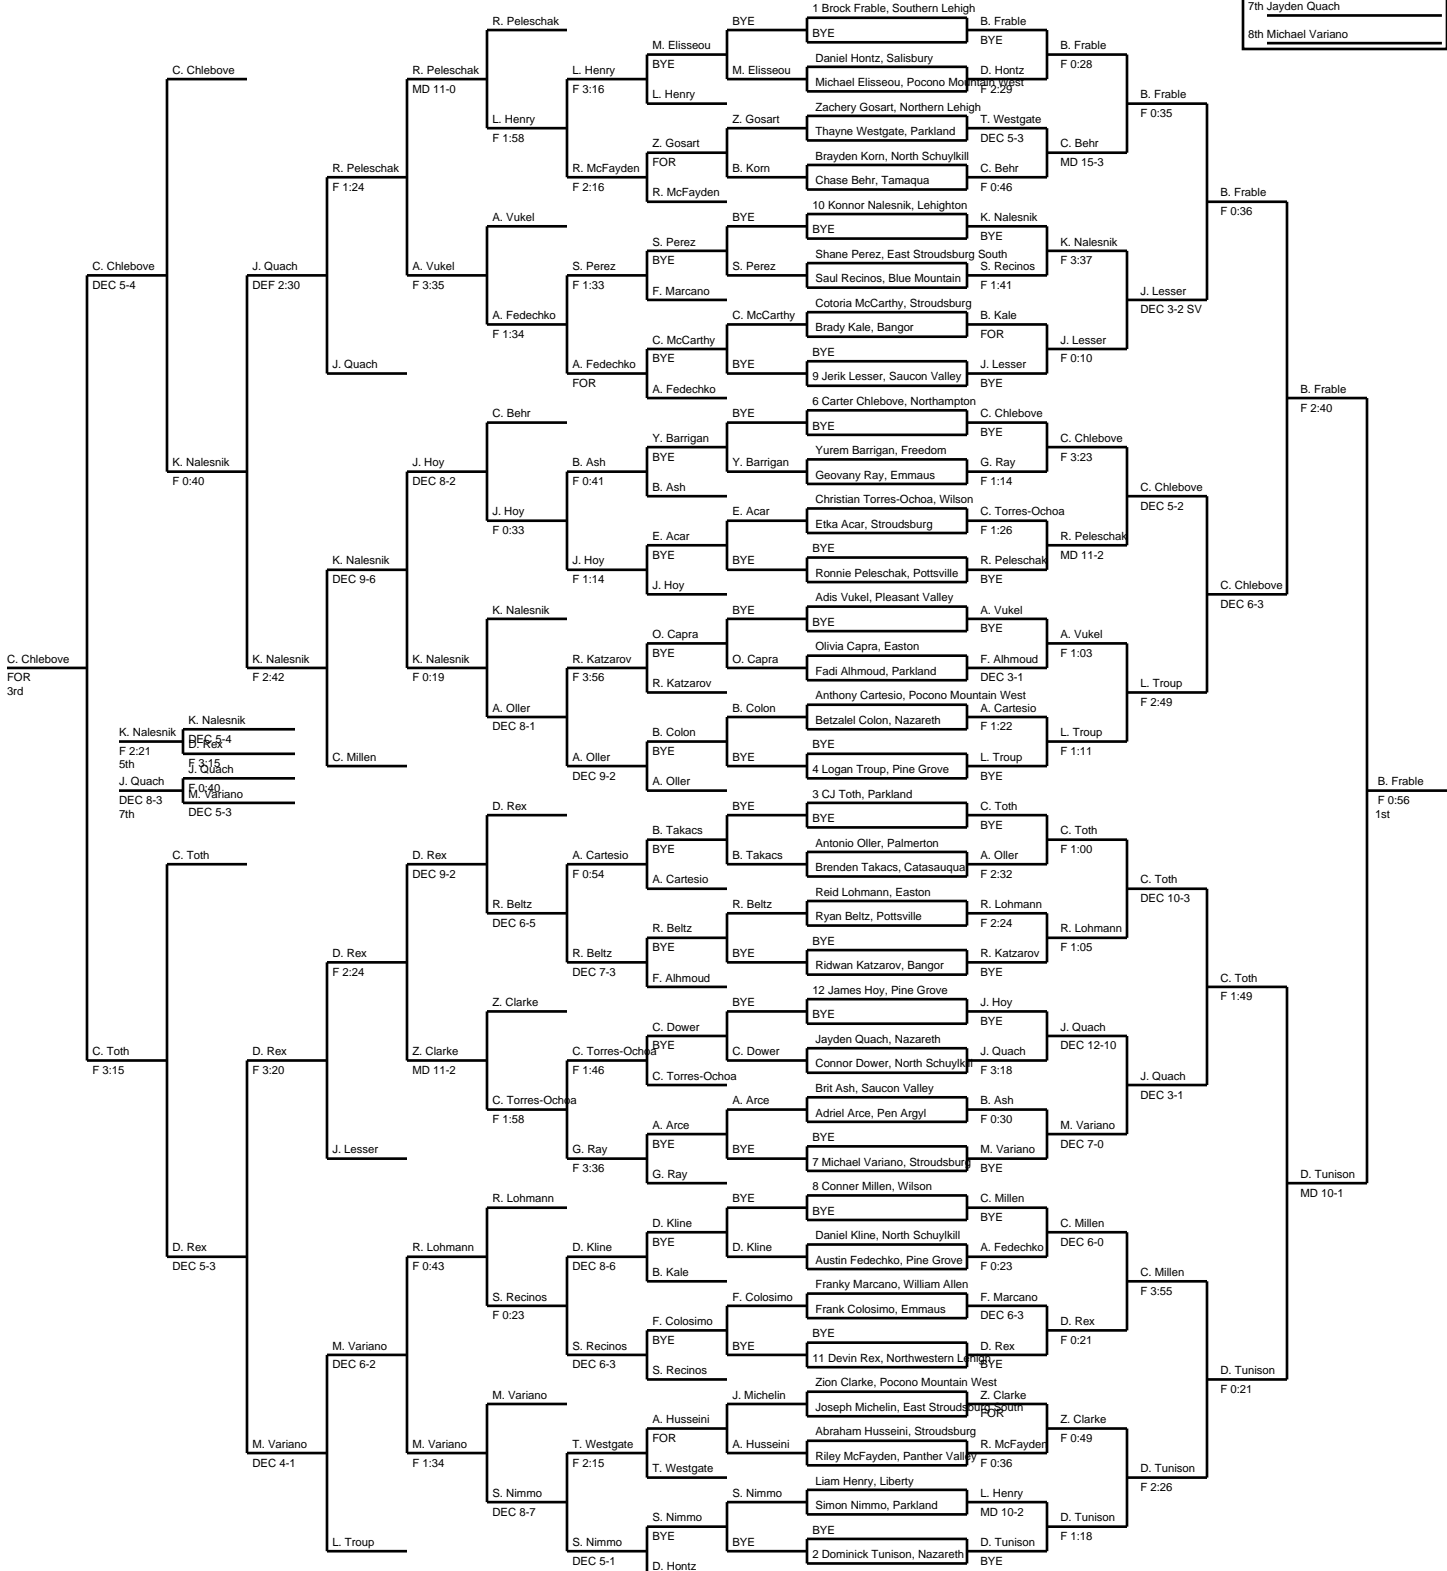 7th Jayden Quach
8th Michael Variano
C. Chlebove
FOR
3rd
C. Chlebove
DEC 5-4
C. Toth
F 3:15
K. Nalesnik
F 2:21
5th
J. Quach
DEC 8-3
7th
K. Nalesnik
DEC 5-4
D. Rex
F 3:15
J. Quach
F 0:40
M. Variano
DEC 5-3
C. Chlebove
K. Nalesnik
F 0:40
C. Toth
D. Rex
DEC 5-3
J. Quach
DEF 2:30
K. Nalesnik
F 2:42
D. Rex
F 3:20
M. Variano
DEC 4-1
R. Peleschak
F 1:24
J. Quach
K. Nalesnik
DEC 9-6
C. Millen
D. Rex
F 2:24
J. Lesser
M. Variano
DEC 6-2
L. Troup
R. Peleschak
MD 11-0
A. Vukel
F 3:35
J. Hoy
DEC 8-2
K. Nalesnik
F 0:19
D. Rex
DEC 9-2
Z. Clarke
MD 11-2
R. Lohmann
F 0:43
M. Variano
F 1:34
R. Peleschak
L. Henry
F 1:58
A. Vukel
A. Fedechko
F 1:34
C. Behr
J. Hoy
F 0:33
K. Nalesnik
A. Oller
DEC 8-1
D. Rex
R. Beltz
DEC 6-5
Z. Clarke
C. Torres-Ochoa
F 1:58
R. Lohmann
S. Recinos
F 0:23
M. Variano
S. Nimmo
DEC 8-7
L. Henry
F 3:16
R. McFayden
F 2:16
S. Perez
F 1:33
A. Fedechko
FOR
B. Ash
F 0:41
J. Hoy
F 1:14
R. Katzarov
F 3:56
A. Oller
DEC 9-2
A. Cartesio
F 0:54
R. Beltz
DEC 7-3
C. Torres-Ochoa
F 1:46
G. Ray
F 3:36
D. Kline
DEC 8-6
S. Recinos
DEC 6-3
T. Westgate
F 2:15
S. Nimmo
DEC 5-1
M. Elisseou
BYE
L. Henry
Z. Gosart
FOR
R. McFayden
S. Perez
BYE
F. Marcano
C. McCarthy
BYE
A. Fedechko
Y. Barrigan
BYE
B. Ash
E. Acar
BYE
J. Hoy
O. Capra
BYE
R. Katzarov
B. Colon
BYE
A. Oller
B. Takacs
BYE
A. Cartesio
R. Beltz
BYE
F. Alhmoud
C. Dower
BYE
C. Torres-Ochoa
A. Arce
BYE
G. Ray
D. Kline
BYE
B. Kale
F. Colosimo
BYE
S. Recinos
A. Husseini
FOR
T. Westgate
S. Nimmo
BYE
D. Hontz
BYE
M. Elisseou
Z. Gosart
B. Korn
BYE
S. Perez
C. McCarthy
BYE
BYE
Y. Barrigan
E. Acar
BYE
BYE
O. Capra
B. Colon
BYE
BYE
B. Takacs
R. Beltz
BYE
BYE
C. Dower
A. Arce
BYE
BYE
D. Kline
F. Colosimo
BYE
J. Michelin
A. Husseini
S. Nimmo
BYE
1 Brock Frable, Southern Lehigh
BYE
Daniel Hontz, Salisbury
Michael Elisseou, Pocono Mountain West
Zachery Gosart, Northern Lehigh
Thayne Westgate, Parkland
Brayden Korn, North Schuylkill
Chase Behr, Tamaqua
10 Konnor Nalesnik, Lehighton
BYE
Shane Perez, East Stroudsburg South
Saul Recinos, Blue Mountain
Cotoria McCarthy, Stroudsburg
Brady Kale, Bangor
BYE
9 Jerik Lesser, Saucon Valley
6 Carter Chlebove, Northampton
BYE
Yurem Barrigan, Freedom
Geovany Ray, Emmaus
Christian Torres-Ochoa, Wilson
Etka Acar, Stroudsburg
BYE
Ronnie Peleschak, Pottsville
Adis Vukel, Pleasant Valley
BYE
Olivia Capra, Easton
Fadi Alhmoud, Parkland
Anthony Cartesio, Pocono Mountain West
Betzalel Colon, Nazareth
BYE
4 Logan Troup, Pine Grove
3 CJ Toth, Parkland
BYE
Antonio Oller, Palmerton
Brenden Takacs, Catasauqua
Reid Lohmann, Easton
Ryan Beltz, Pottsville
BYE
Ridwan Katzarov, Bangor
12 James Hoy, Pine Grove
BYE
Jayden Quach, Nazareth
Connor Dower, North Schuylkill
Brit Ash, Saucon Valley
Adriel Arce, Pen Argyl
BYE
7 Michael Variano, Stroudsburg
8 Conner Millen, Wilson
BYE
Daniel Kline, North Schuylkill
Austin Fedechko, Pine Grove
Franky Marcano, William Allen
Frank Colosimo, Emmaus
BYE
11 Devin Rex, Northwestern Lehigh
Zion Clarke, Pocono Mountain West
Joseph Michelin, East Stroudsburg South
Abraham Husseini, Stroudsburg
Riley McFayden, Panther Valley
Liam Henry, Liberty
Simon Nimmo, Parkland
BYE
2 Dominick Tunison, Nazareth
B. Frable
BYE
D. Hontz
F 2:29
T. Westgate
DEC 5-3
C. Behr
F 0:46
K. Nalesnik
BYE
S. Recinos
F 1:41
B. Kale
FOR
J. Lesser
BYE
C. Chlebove
BYE
G. Ray
F 1:14
C. Torres-Ochoa
F 1:26
R. Peleschak
BYE
A. Vukel
BYE
F. Alhmoud
DEC 3-1
A. Cartesio
F 1:22
L. Troup
BYE
C. Toth
BYE
A. Oller
F 2:32
R. Lohmann
F 2:24
R. Katzarov
BYE
J. Hoy
BYE
J. Quach
F 3:18
B. Ash
F 0:30
M. Variano
BYE
C. Millen
BYE
A. Fedechko
F 0:23
F. Marcano
DEC 6-3
D. Rex
BYE
Z. Clarke
FOR
R. McFayden
F 0:36
L. Henry
MD 10-2
D. Tunison
BYE
B. Frable
F 0:28
C. Behr
MD 15-3
K. Nalesnik
F 3:37
J. Lesser
F 0:10
C. Chlebove
F 3:23
R. Peleschak
MD 11-2
A. Vukel
F 1:03
L. Troup
F 1:11
C. Toth
F 1:00
R. Lohmann
F 1:05
J. Quach
DEC 12-10
M. Variano
DEC 7-0
C. Millen
DEC 6-0
D. Rex
F 0:21
Z. Clarke
F 0:49
D. Tunison
F 1:18
B. Frable
F 0:35
J. Lesser
DEC 3-2 SV
C. Chlebove
DEC 5-2
L. Troup
F 2:49
C. Toth
DEC 10-3
J. Quach
DEC 3-1
C. Millen
F 3:55
D. Tunison
F 2:26
B. Frable
F 0:36
C. Chlebove
DEC 6-3
C. Toth
F 1:49
D. Tunison
F 0:21
B. Frable
F 2:40
D. Tunison
MD 10-1
B. Frable
F 0:56
1st